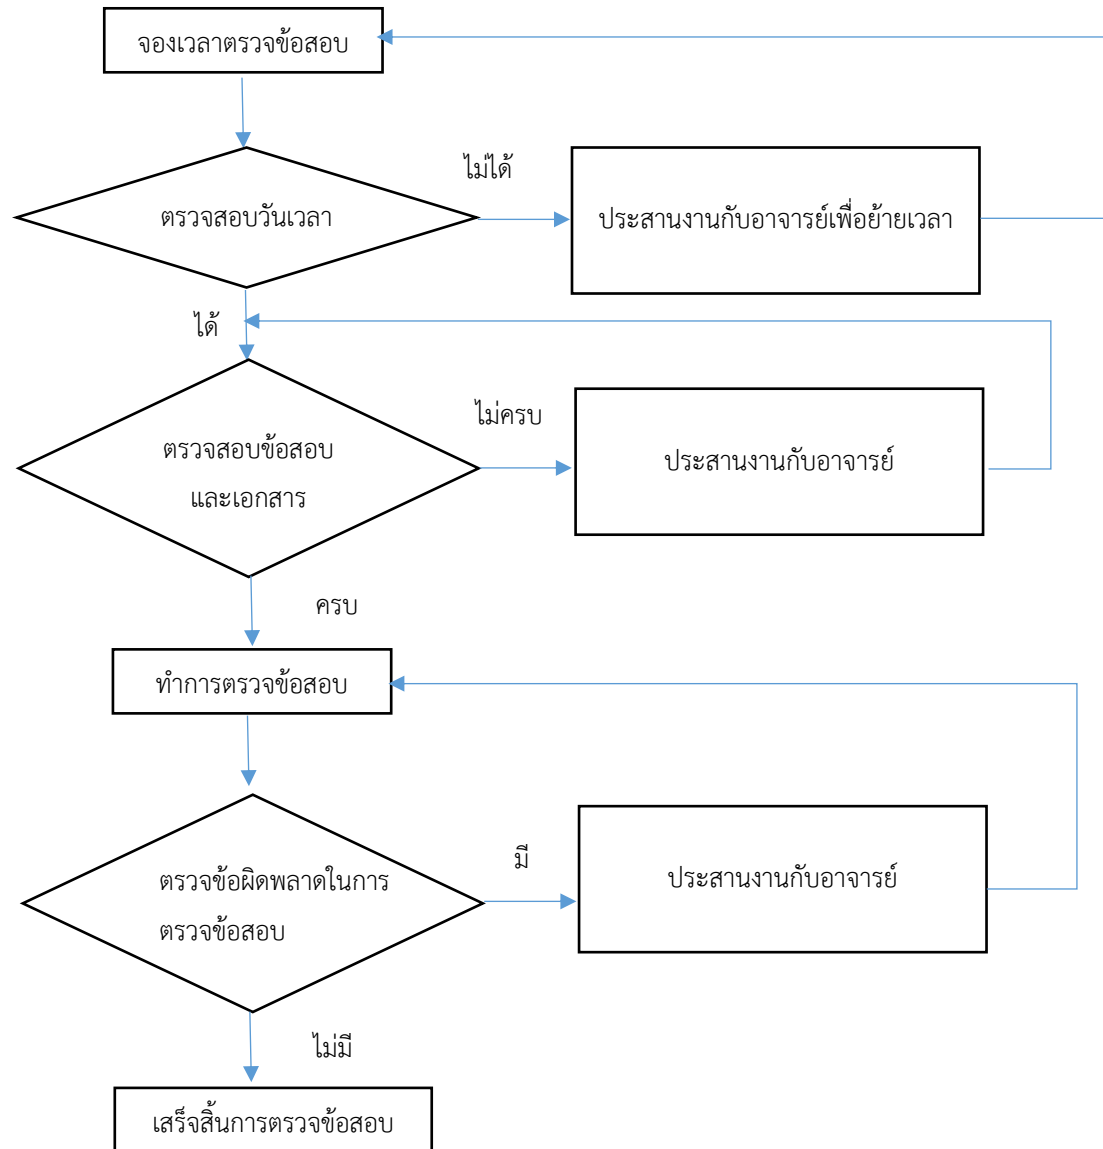 จองเวลาตรวจข้อสอบ
ไม่ได้
ตรวจสอบวันเวลา
ประสานงานกับอาจารย์เพื่อย้ายเวลา
ได้
ไม่ครบ
ตรวจสอบข้อสอบ
และเอกสาร
ประสานงานกับอาจารย์
ครบ
ทำการตรวจข้อสอบ
มี
ตรวจข้อผิดพลาดในการ
ตรวจข้อสอบ
ประสานงานกับอาจารย์
ไม่มี
เสร็จสิ้นการตรวจข้อสอบ